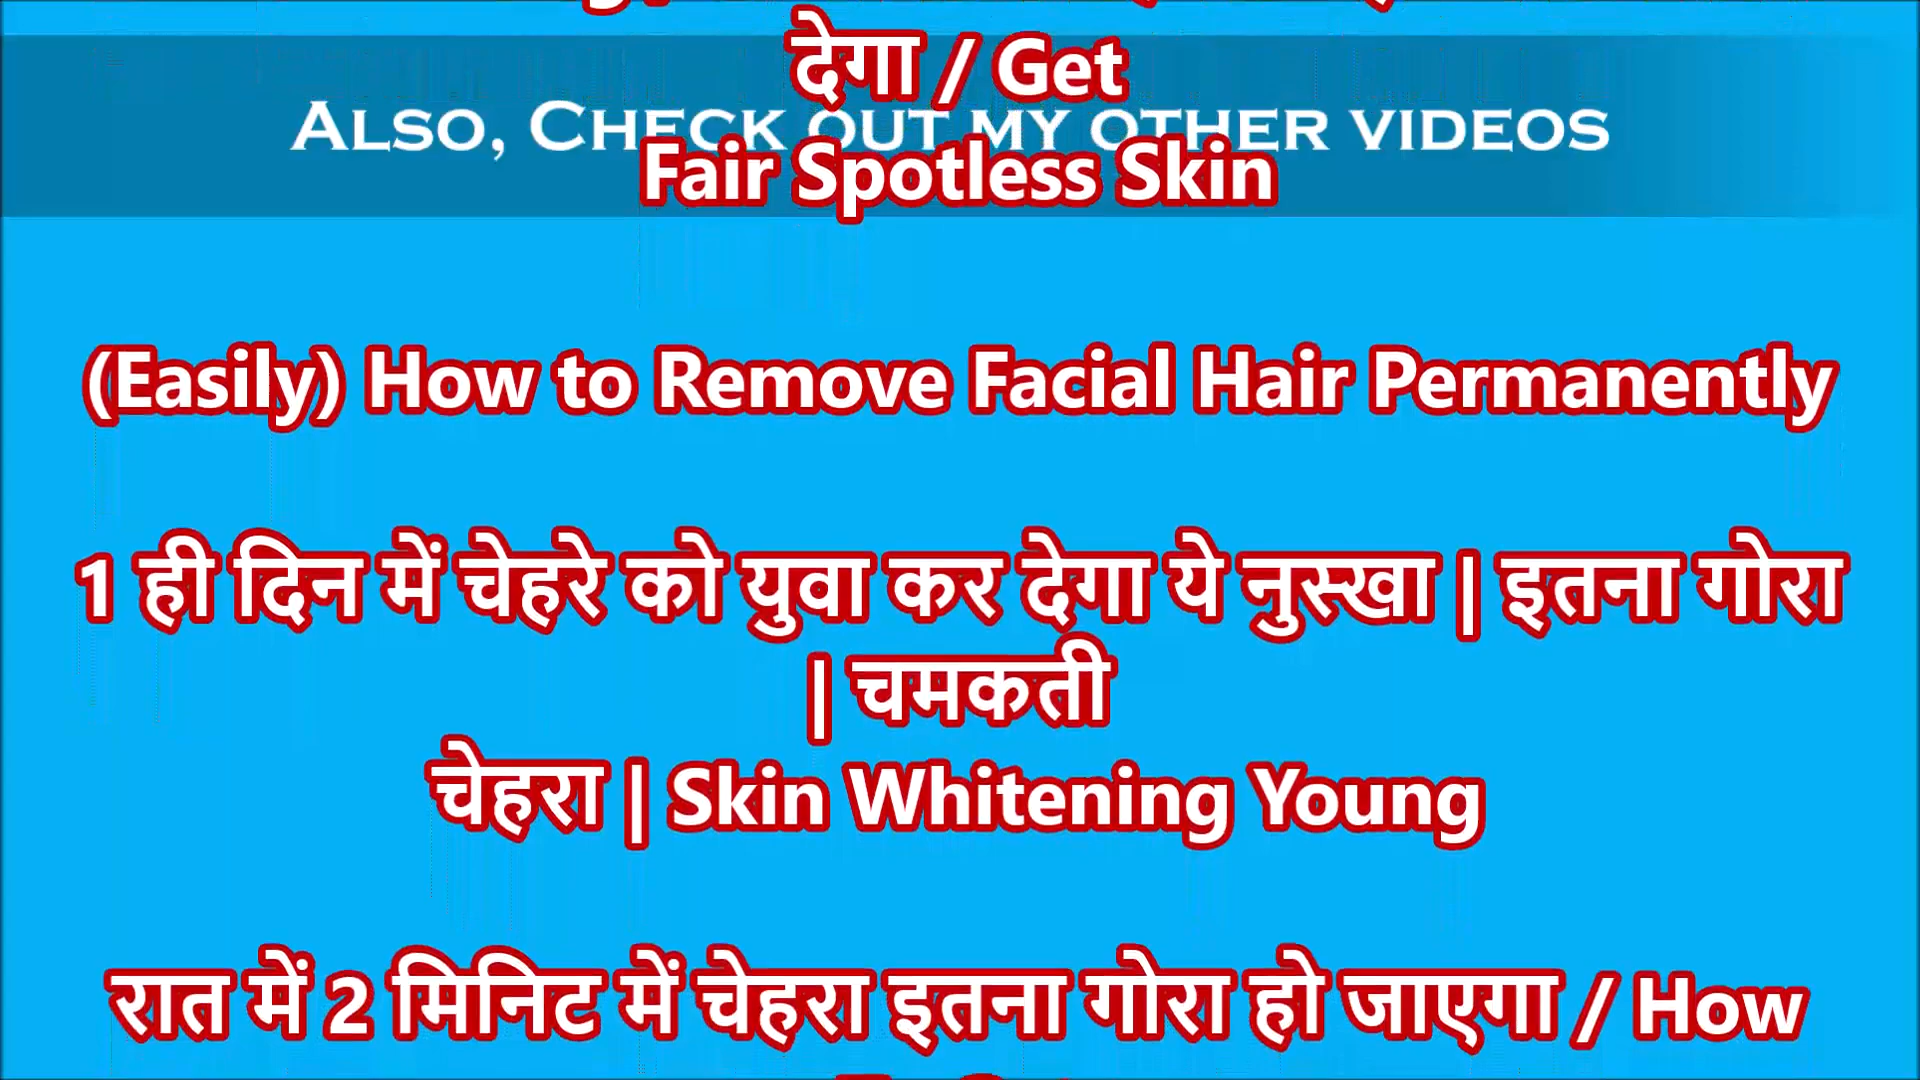 देगा / Get
ALSO, CHECK OUT MY OTHER VIDEOS
Fair Spotless Skin
(Easily) How to Remove Facial Hair Permanently
1 ही दिन में चेहरे को युवा कर देगा ये नुस्खा | इतना गोरा
| चमकती
चेहरा | Skin Whitening Young
रात में 2 मिनिट में चेहरा इतना गोरा हो जाएगा / How